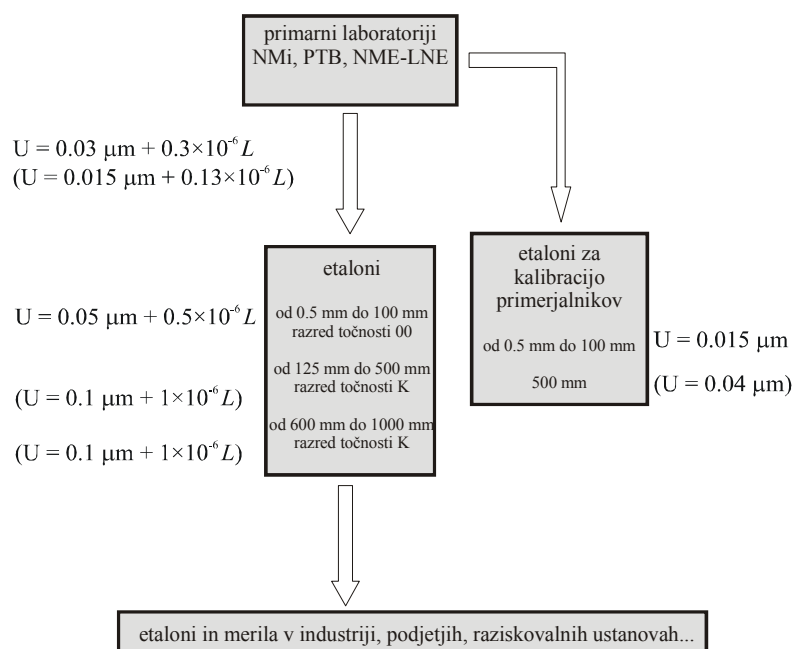 primarni laboratoriji
NMi, PTB, NME-LNE
U = 0.03 µm + 0.3×10⁻⁶ L
(U = 0.015 µm + 0.13×10⁻⁶ L)
etaloni
od 0.5 mm do 100 mm
razred točnosti 00
od 125 mm do 500 mm
razred točnosti K
od 600 mm do 1000 mm
razred točnosti K
U = 0.05 µm + 0.5×10⁻⁶ L
(U = 0.1 µm + 1×10⁻⁶ L)
(U = 0.1 µm + 1×10⁻⁶ L)
etaloni za
kalibracijo
primerjalnikov
od 0.5 mm do 100 mm
500 mm
U = 0.015 µm
(U = 0.04 µm)
etaloni in merila v industriji, podjetjih, raziskovalnih ustanovah...